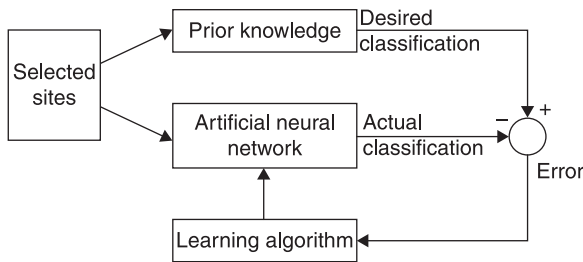 Selected
sites
Prior knowledge
Desired
classification
Artificial neural
network
Actual
classification
−
+
Error
Learning algorithm